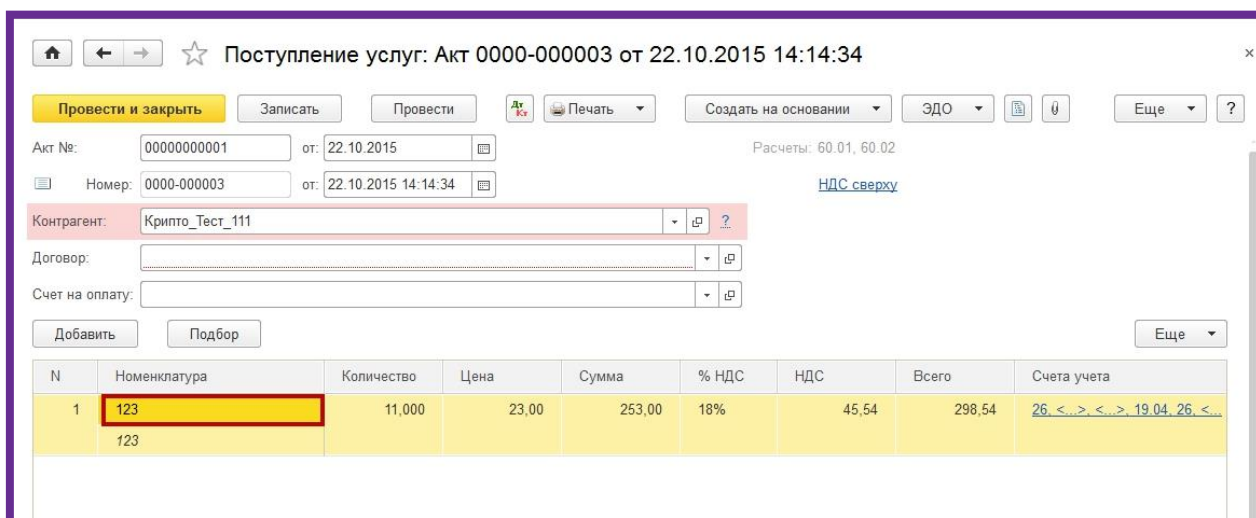 Поступление услуг: Акт 0000-000003 от 22.10.2015 14:14:34
×
Провести и закрыть Записать Провести Дт Кт Печать Создать на основании ЭДО Еще ?
Акт №: 00000000001 от: 22.10.2015 Расчеты: 60.01, 60.02
Номер: 0000-000003 от: 22.10.2015 14:14:34 НДС сверху
Контрагент: Крипто_Тест_111 ?
Договор:
Счет на оплату:
Добавить Подбор Еще
N Номенклатура Количество Цена Сумма % НДС НДС Всего Счета учета
1 123 11,000 23,00 253,00 18% 45,54 298,54 26, <...>, <...>, 19.04, 26, <...
123